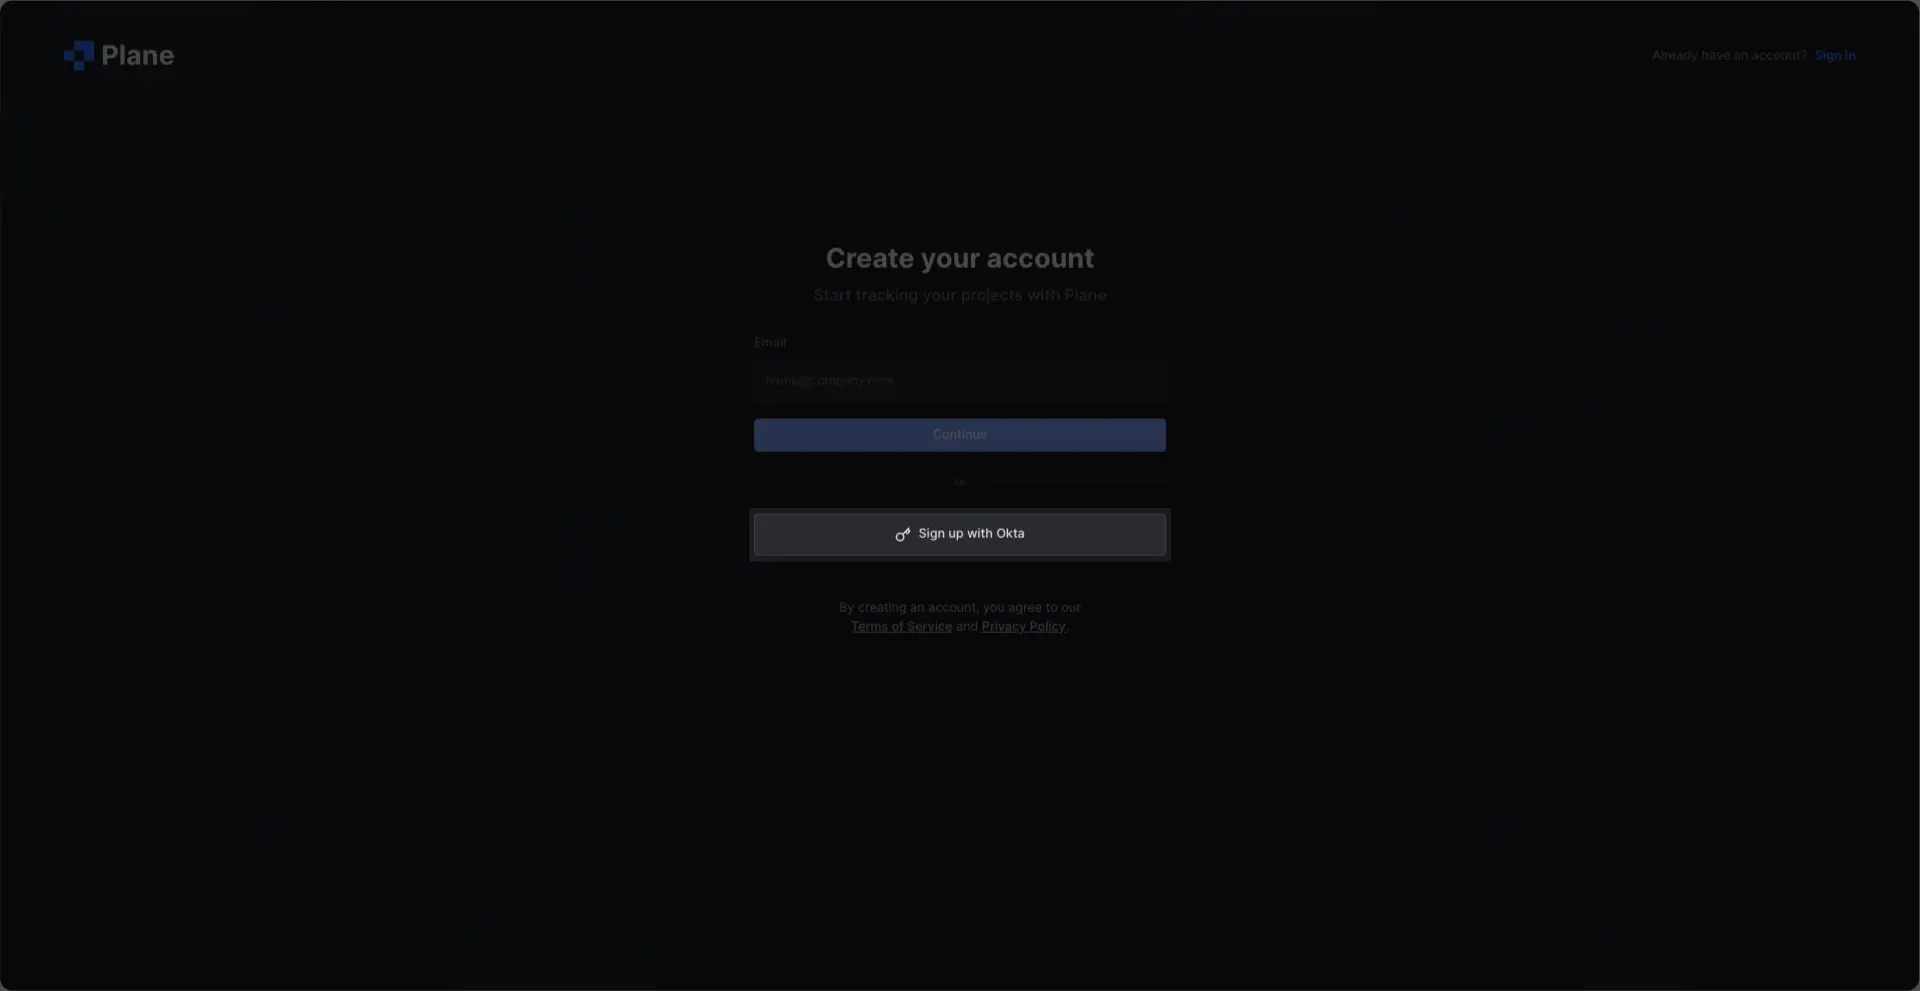 Plane
Already have an account? Sign in
Create your account
Start tracking your projects with Plane
Email
name@company.com
Continue
or
Sign up with Okta
By creating an account, you agree to our
Terms of Service and Privacy Policy.